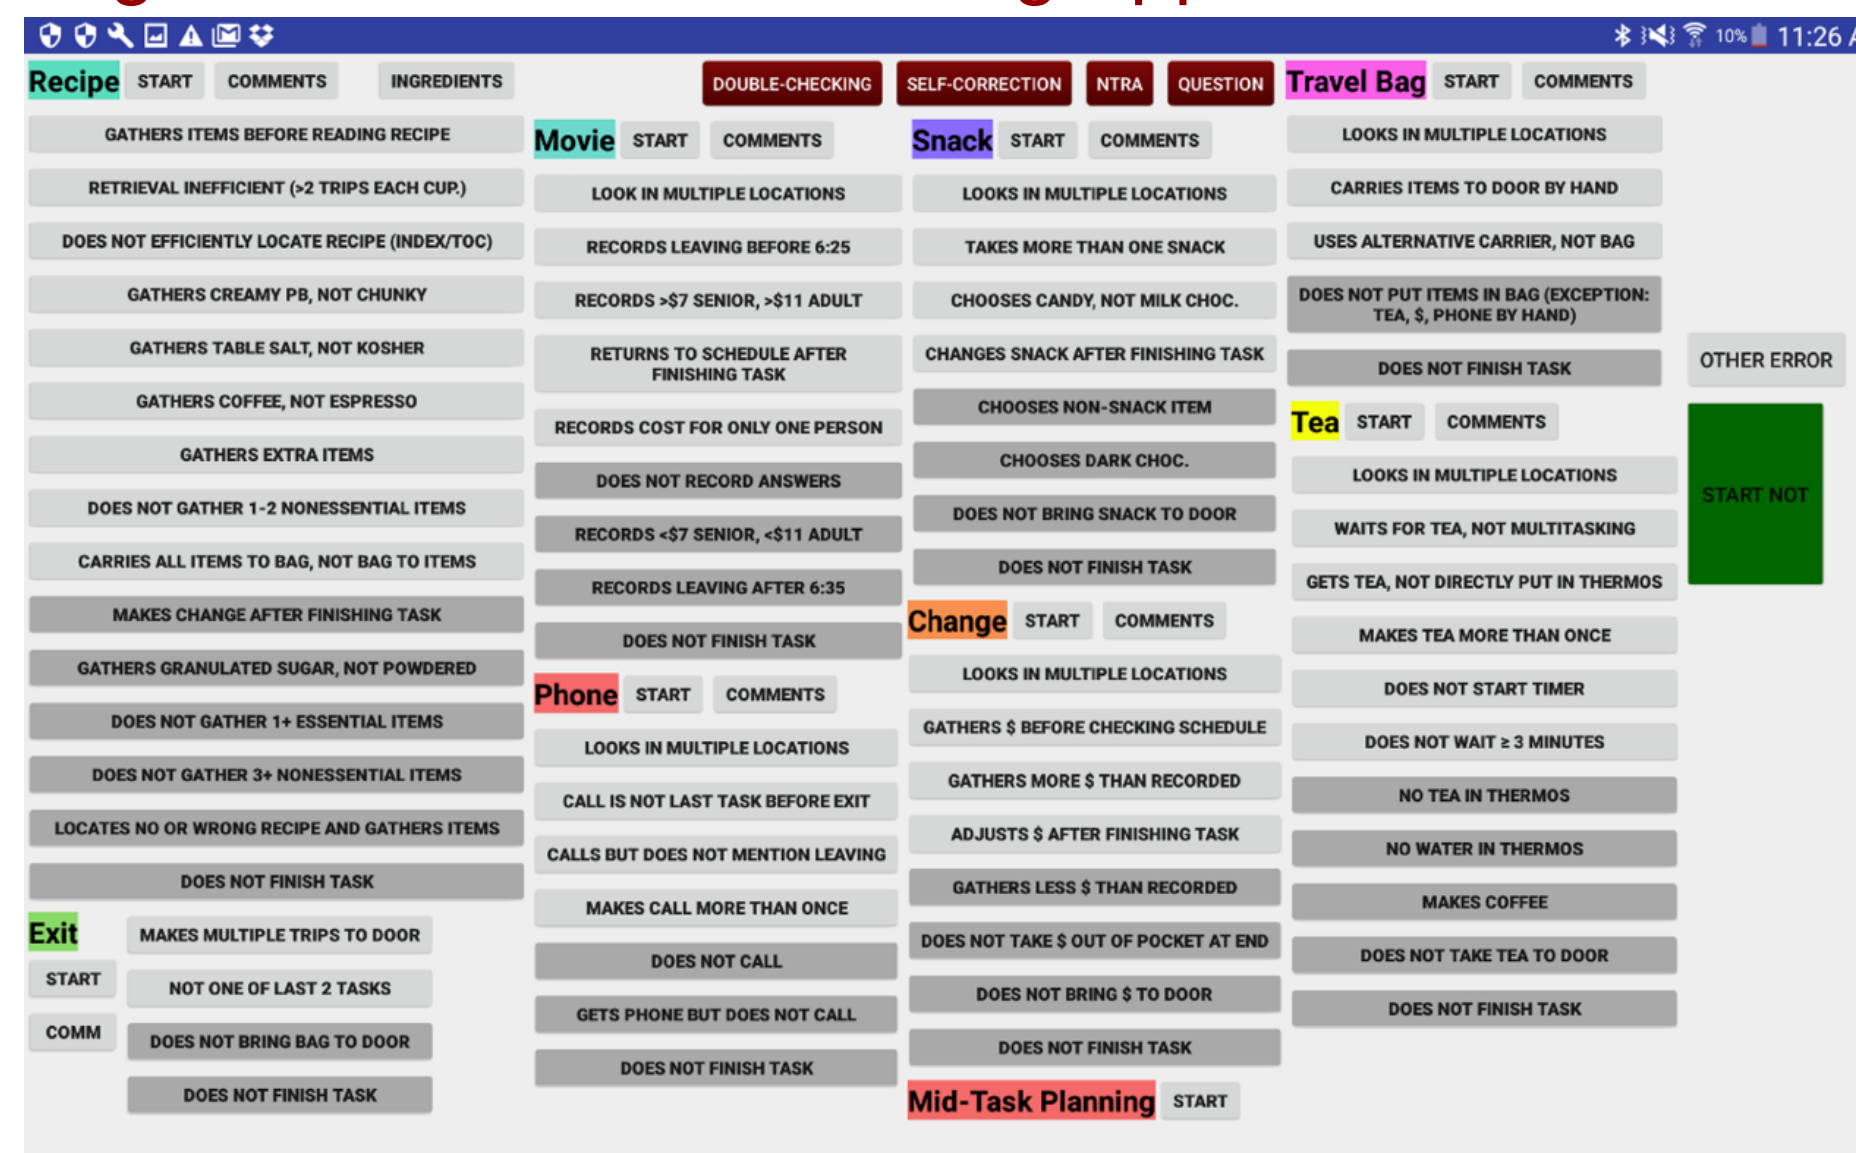 10% 11:26
Recipe START COMMENTS INGREDIENTS
GATHERS ITEMS BEFORE READING RECIPE
RETRIEVAL INEFFICIENT (>2 TRIPS EACH CUP.)
DOES NOT EFFICIENTLY LOCATE RECIPE (INDEX/TOC)
GATHERS CREAMY PB, NOT CHUNKY
GATHERS TABLE SALT, NOT KOSHER
GATHERS COFFEE, NOT ESPRESSO
GATHERS EXTRA ITEMS
DOES NOT GATHER 1-2 NONESSENTIAL ITEMS
CARRIES ALL ITEMS TO BAG, NOT BAG TO ITEMS
MAKES CHANGE AFTER FINISHING TASK
GATHERS GRANULATED SUGAR, NOT POWDERED
DOES NOT GATHER 1+ ESSENTIAL ITEMS
DOES NOT GATHER 3+ NONESSENTIAL ITEMS
LOCATES NO OR WRONG RECIPE AND GATHERS ITEMS
DOES NOT FINISH TASK
Exit
START
COMM
MAKES MULTIPLE TRIPS TO DOOR
NOT ONE OF LAST 2 TASKS
DOES NOT BRING BAG TO DOOR
DOES NOT FINISH TASK
DOUBLE-CHECKING SELF-CORRECTION NTRA QUESTION
Movie START COMMENTS
LOOK IN MULTIPLE LOCATIONS
RECORDS LEAVING BEFORE 6:25
RECORDS >$7 SENIOR, >$11 ADULT
RETURNS TO SCHEDULE AFTER
FINISHING TASK
RECORDS COST FOR ONLY ONE PERSON
DOES NOT RECORD ANSWERS
RECORDS <$7 SENIOR, <$11 ADULT
RECORDS LEAVING AFTER 6:35
DOES NOT FINISH TASK
Phone START COMMENTS
LOOKS IN MULTIPLE LOCATIONS
CALL IS NOT LAST TASK BEFORE EXIT
CALLS BUT DOES NOT MENTION LEAVING
MAKES CALL MORE THAN ONCE
DOES NOT CALL
GETS PHONE BUT DOES NOT CALL
DOES NOT FINISH TASK
Snack START COMMENTS
LOOKS IN MULTIPLE LOCATIONS
TAKES MORE THAN ONE SNACK
CHOOSES CANDY, NOT MILK CHOC.
CHANGES SNACK AFTER FINISHING TASK
CHOOSES NON-SNACK ITEM
CHOOSES DARK CHOC.
DOES NOT BRING SNACK TO DOOR
DOES NOT FINISH TASK
Change START COMMENTS
LOOKS IN MULTIPLE LOCATIONS
GATHERS $ BEFORE CHECKING SCHEDULE
GATHERS MORE $ THAN RECORDED
ADJUSTS $ AFTER FINISHING TASK
GATHERS LESS $ THAN RECORDED
DOES NOT TAKE $ OUT OF POCKET AT END
DOES NOT BRING $ TO DOOR
DOES NOT FINISH TASK
Mid-Task Planning START
Travel Bag START COMMENTS
LOOKS IN MULTIPLE LOCATIONS
CARRIES ITEMS TO DOOR BY HAND
USES ALTERNATIVE CARRIER, NOT BAG
DOES NOT PUT ITEMS IN BAG (EXCEPTION:
TEA, $, PHONE BY HAND)
DOES NOT FINISH TASK
Tea START COMMENTS
LOOKS IN MULTIPLE LOCATIONS
WAITS FOR TEA, NOT MULTITASKING
GETS TEA, NOT DIRECTLY PUT IN THERMOS
MAKES TEA MORE THAN ONCE
DOES NOT START TIMER
DOES NOT WAIT ≥ 3 MINUTES
NO TEA IN THERMOS
NO WATER IN THERMOS
MAKES COFFEE
DOES NOT TAKE TEA TO DOOR
DOES NOT FINISH TASK
OTHER ERROR
START NOT